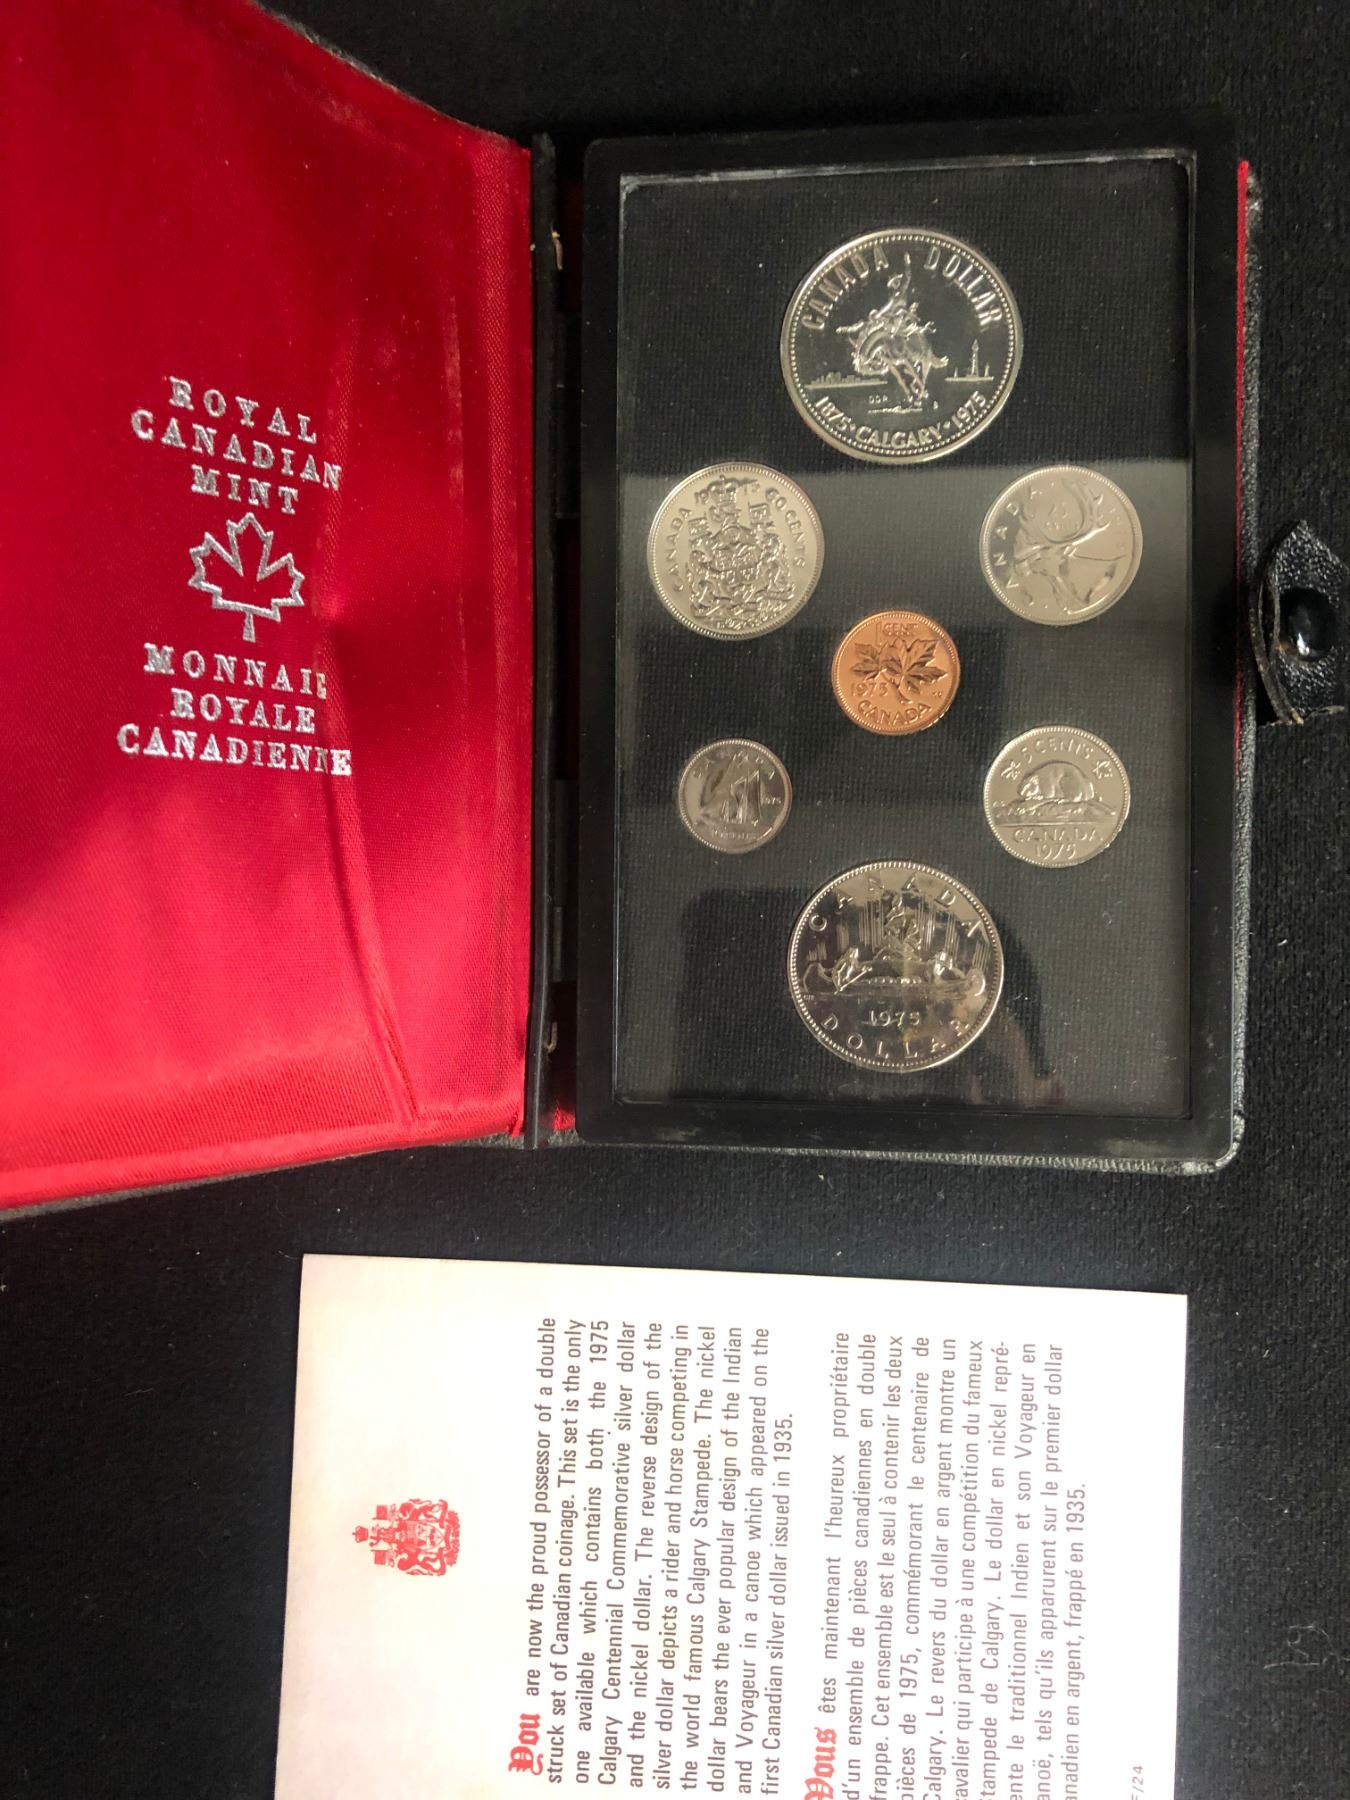 ROYAL
CANADIAN
MINT
MONNAIE
ROYALE
CANADIENNE
CANADA DOLLAR
1875·CALGARY·1975
CANADA 50 CENTS
CANADA
25
1 CENT
1975
CANADA
CANADA
1975
5 CENTS
CANADA
1975
CANADA
1975
DOLLAR
You are now the proud possessor of a double
struck set of Canadian coinage. This set is the only
one available which contains both the 1975
Calgary Centennial Commemorative silver dollar
and the nickel dollar. The reverse design of the
silver dollar depicts a rider and horse competing in
the world famous Calgary Stampede. The nickel
dollar bears the ever popular design of the Indian
and Voyageur in a canoe which appeared on the
first Canadian silver dollar issued in 1935.
Vous êtes maintenant l'heureux propriétaire
d'un ensemble de pièces canadiennes en double
frappe. Cet ensemble est le seul à contenir les deux
pièces de 1975, commémorant le centenaire de
Calgary. Le revers du dollar en argent montre un
cavalier qui participe à une compétition du fameux
Stampede de Calgary. Le dollar en nickel repré-
ente le traditionnel Indien et son Voyageur en
anoë, tels qu'ils apparurent sur le premier dollar
anadien en argent, frappé en 1935.
F/24